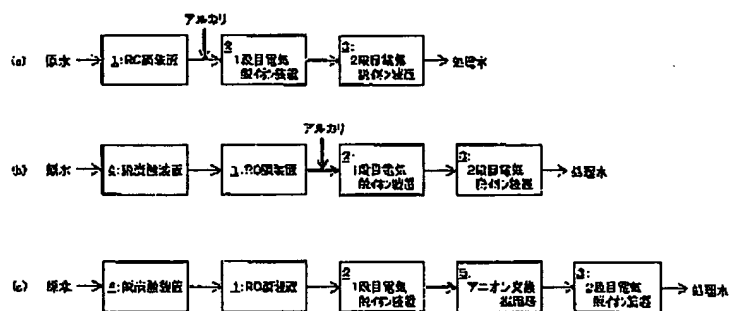 アルカリ
(a) 原水 1:RO膜装置 2: 1段目電気脱イオン装置 3: 2段目電気脱イオン装置 処理水
アルカリ
(b) 原水 4:脱炭酸装置 1:RO膜装置 2: 1段目電気脱イオン装置 3: 2段目電気脱イオン装置 処理水
(c) 原水 4:脱炭酸装置 1:RO膜装置 2 1段目電気脱イオン装置 5. アニオン交換 3: 2段目電気脱イオン装置 処理水